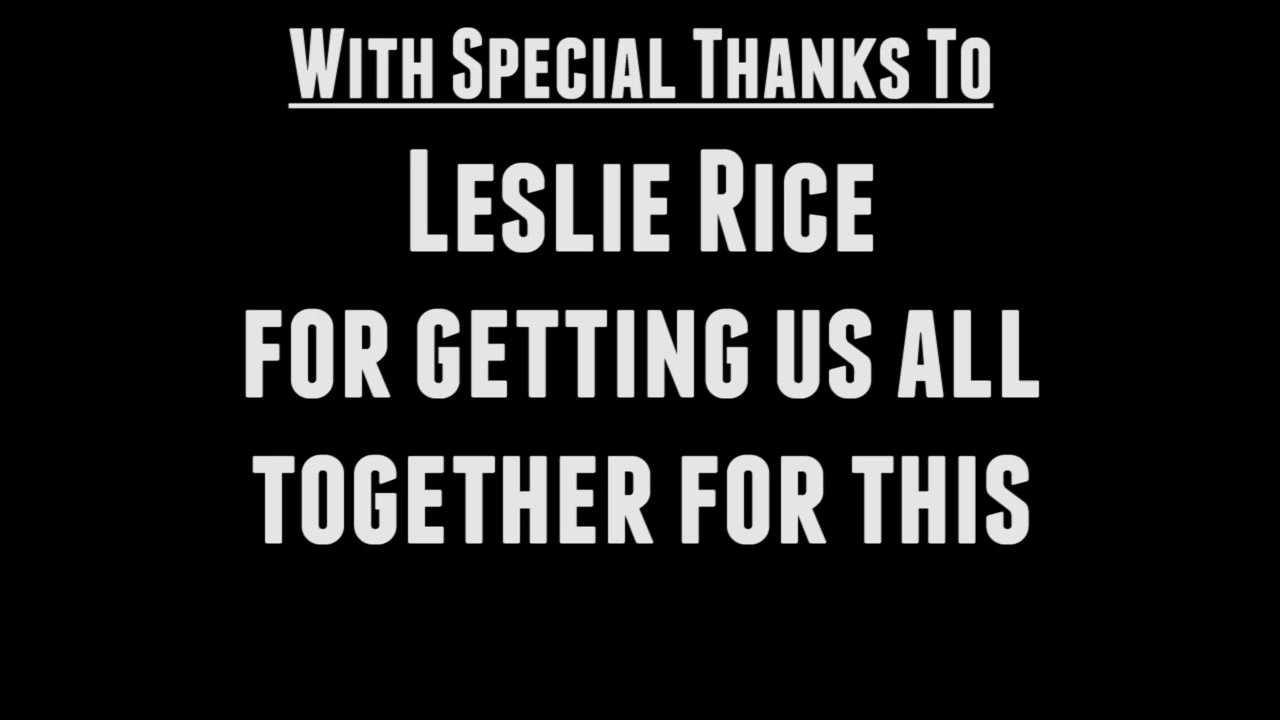 With Special Thanks To
Leslie Rice
for getting us all
together for this